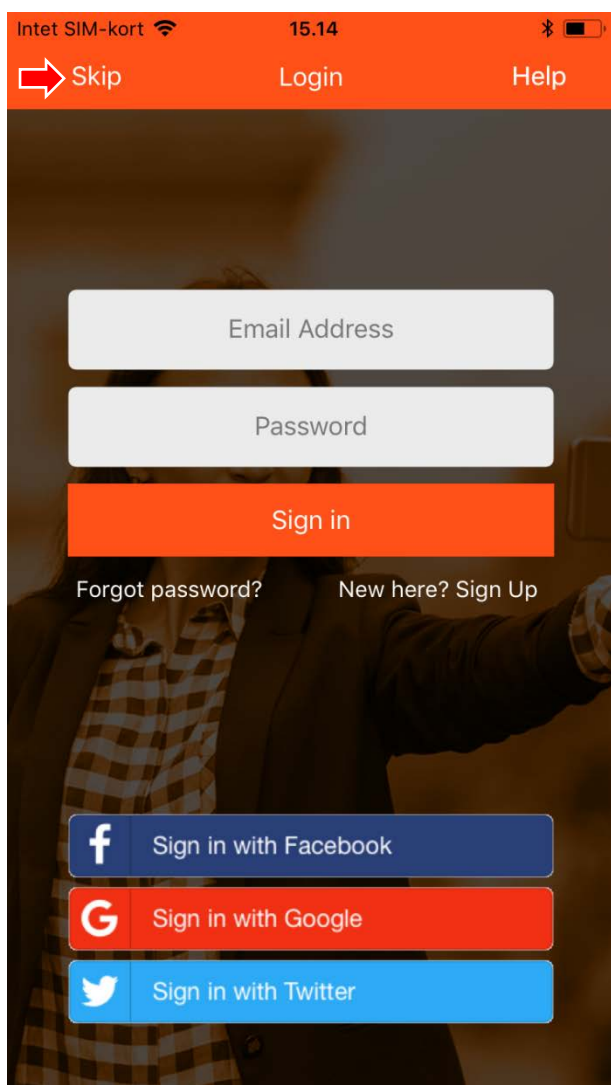 Intet SIM-kort 15.14
Skip Login Help
Email Address
Password
Sign in
Forgot password? New here? Sign Up
f Sign in with Facebook
G Sign in with Google
Sign in with Twitter